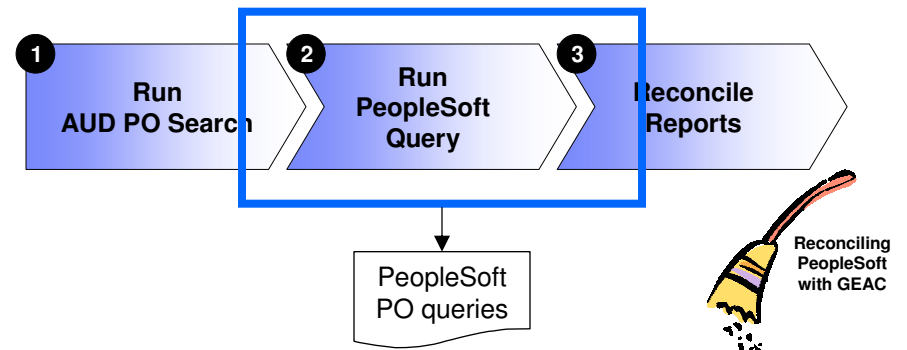 1
Run
AUD PO Search
2
Run
PeopleSoft
Query
3
Reconcile
Reports
PeopleSoft
PO queries
Reconciling
PeopleSoft
with GEAC